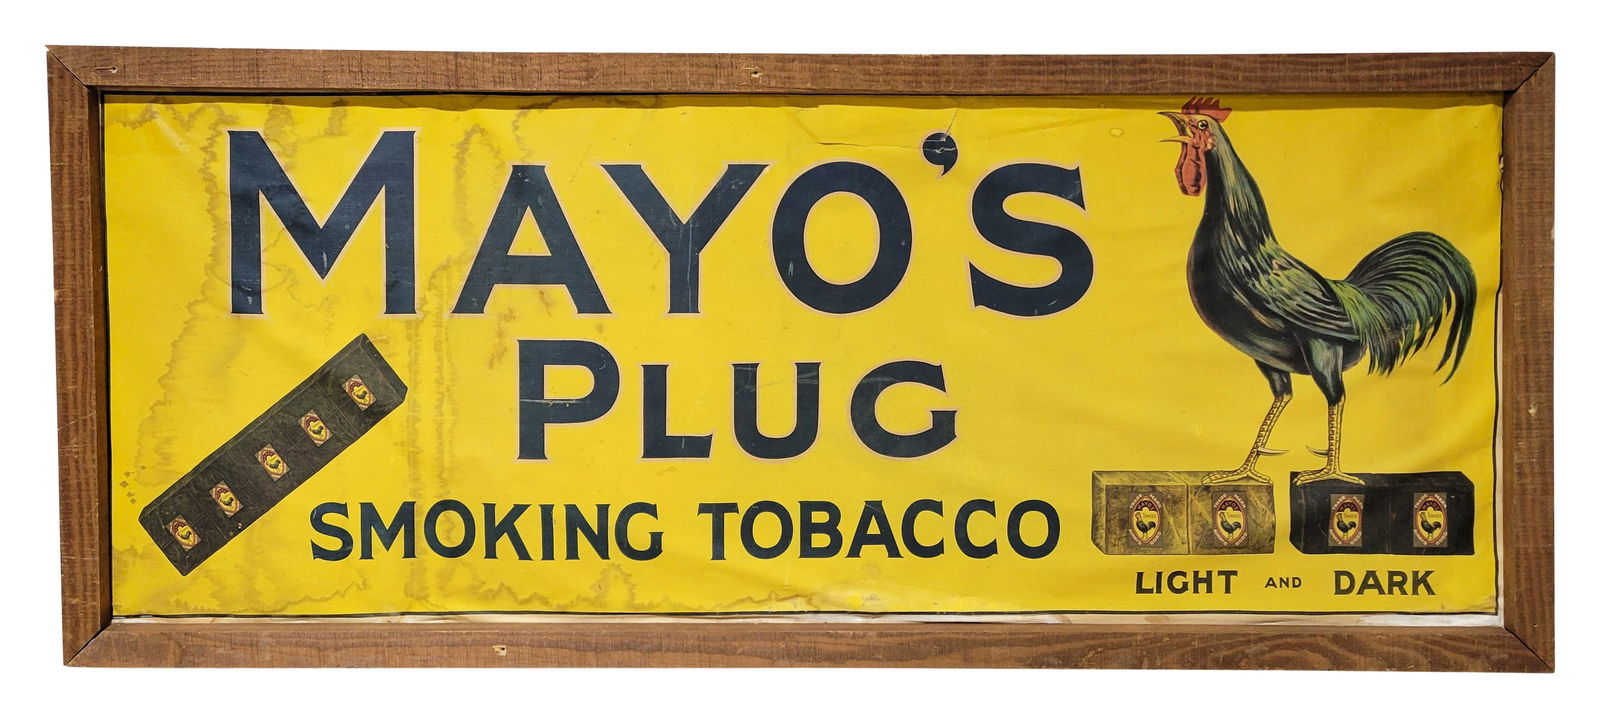 MAYO'S
PLUG
SMOKING TOBACCO
LIGHT AND DARK